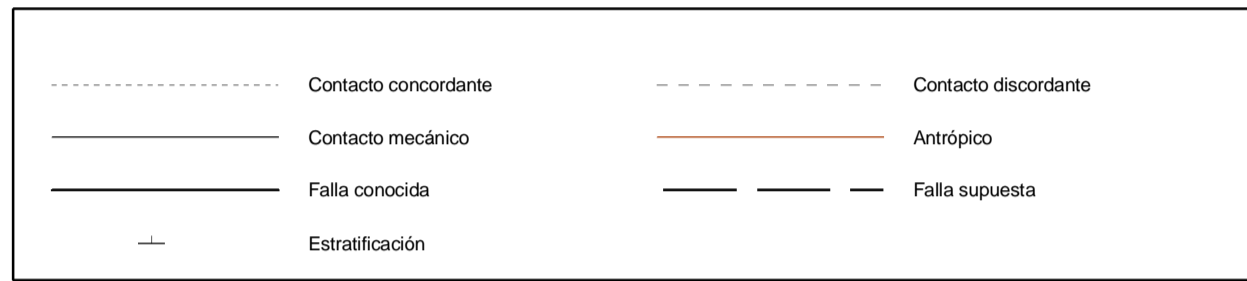 Contacto concordante
Contacto discordante
Contacto mecánico
Antrópico
Falla conocida
Falla supuesta
Estratificación